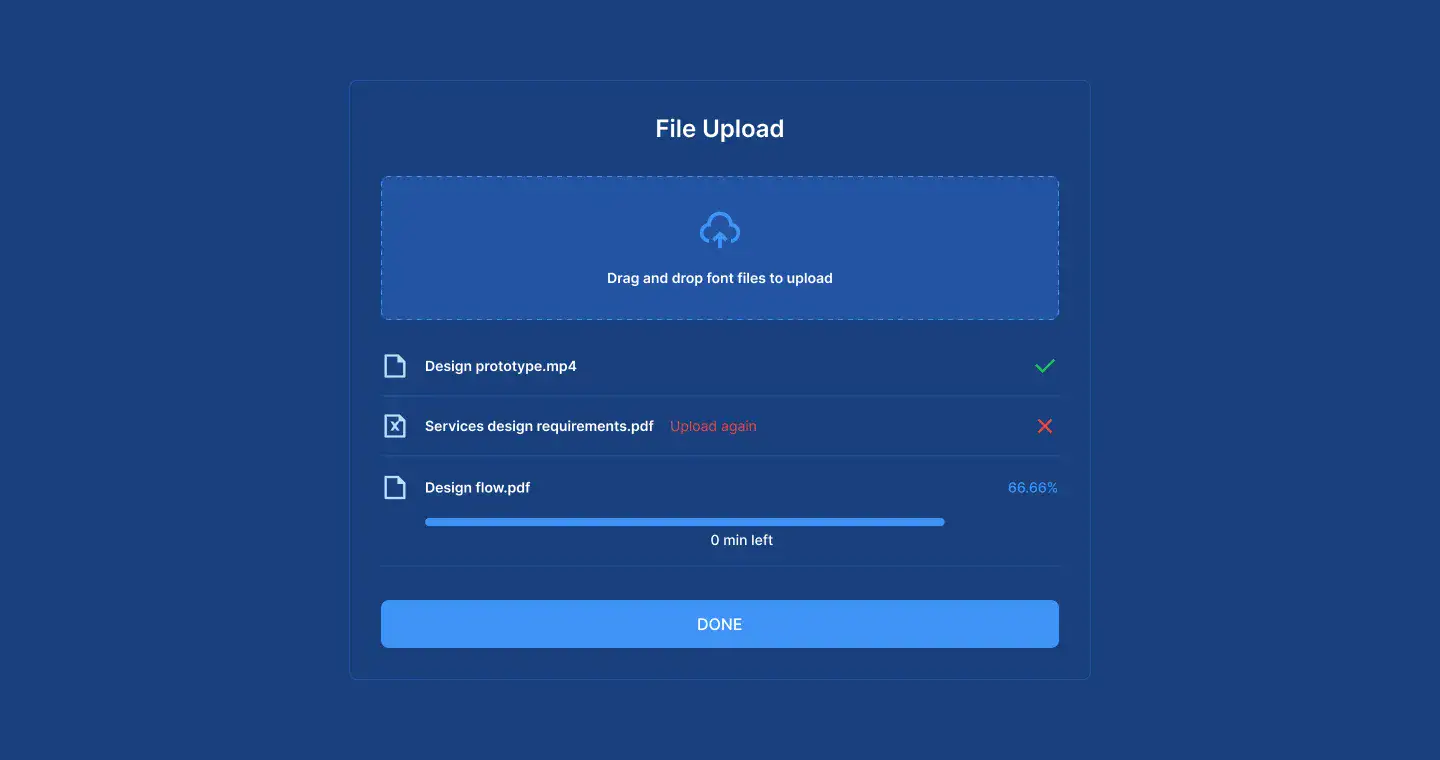 File Upload
Drag and drop font files to upload
Design prototype.mp4
Services design requirements.pdf Upload again
Design flow.pdf 66.66%
0 min left
DONE